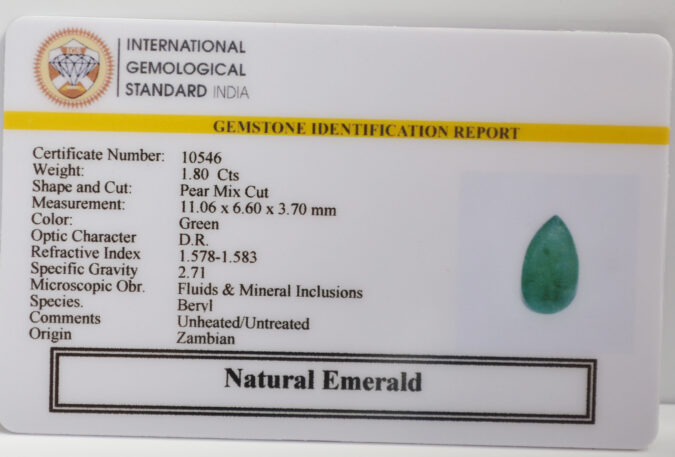 INTERNATIONAL
GEMOLOGICAL
STANDARD INDIA
GEMSTONE IDENTIFICATION REPORT
Certificate Number: 10546
Weight: 1.80 Cts
Shape and Cut: Pear Mix Cut
Measurement: 11.06 x 6.60 x 3.70 mm
Color: Green
Optic Character D.R.
Refractive Index 1.578-1.583
Specific Gravity 2.71
Microscopic Obr. Fluids & Mineral Inclusions
Species. Beryl
Comments Unheated/Untreated
Origin Zambian
Natural Emerald